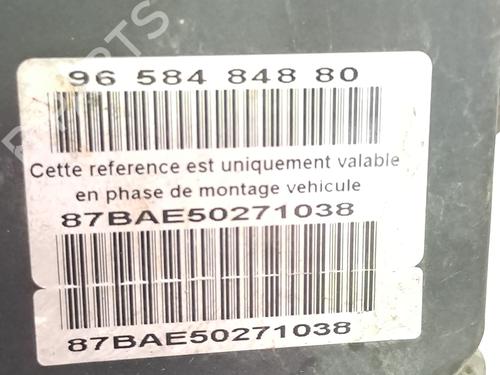 96 584 848 80
Cette reference est uniquement valable
en phase de montage vehicule
87BAE50271038
87BAE50271038